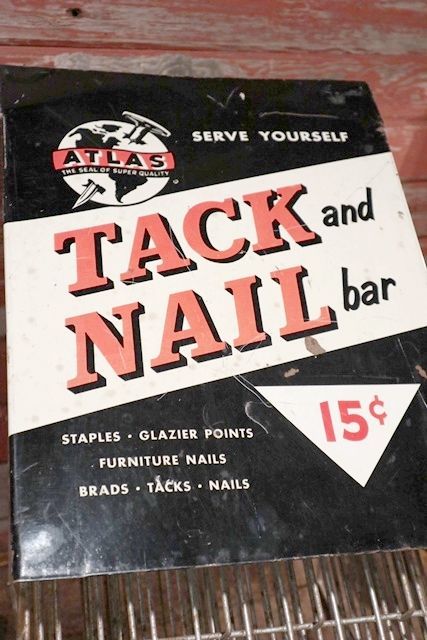 SERVE YOURSELF
ATLAS
THE SEAL OF SUPER QUALITY
TACK and
NAIL bar
15¢
STAPLES · GLAZIER POINTS
FURNITURE NAILS
BRADS · TACKS · NAILS